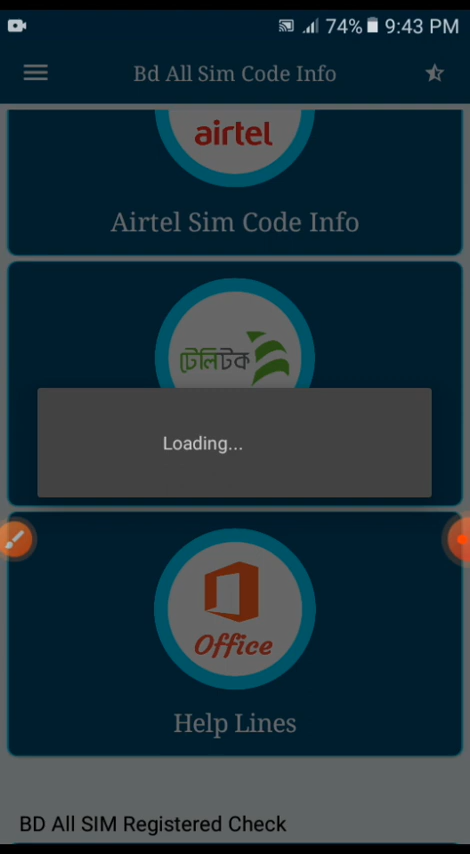 74% 9:43 PM
Bd All Sim Code Info
airtel
Airtel Sim Code Info
টেলিটক
Loading...
Office
Help Lines
BD All SIM Registered Check